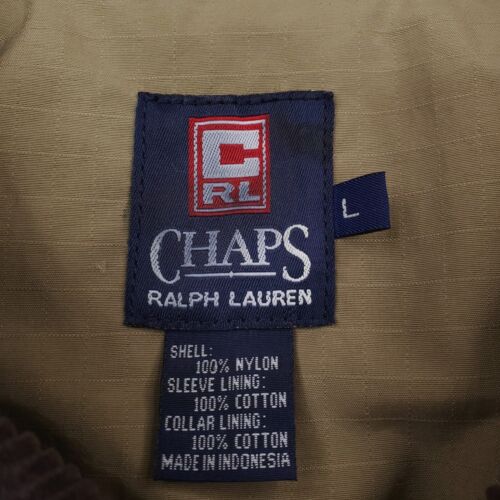 C
RL
CHAPS
RALPH LAUREN
L
SHELL:
100% NYLON
SLEEVE LINING:
100% COTTON
COLLAR LINING:
100% COTTON
MADE IN INDONESIA